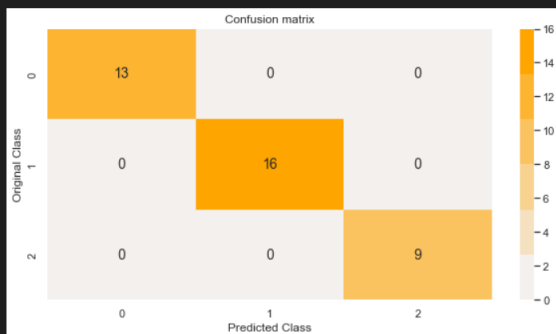 Confusion matrix
Original Class
0
13 0 0
1
0 16 0
2
0 0 9
0 1 2
Predicted Class
16
14
12
10
8
6
4
2
0